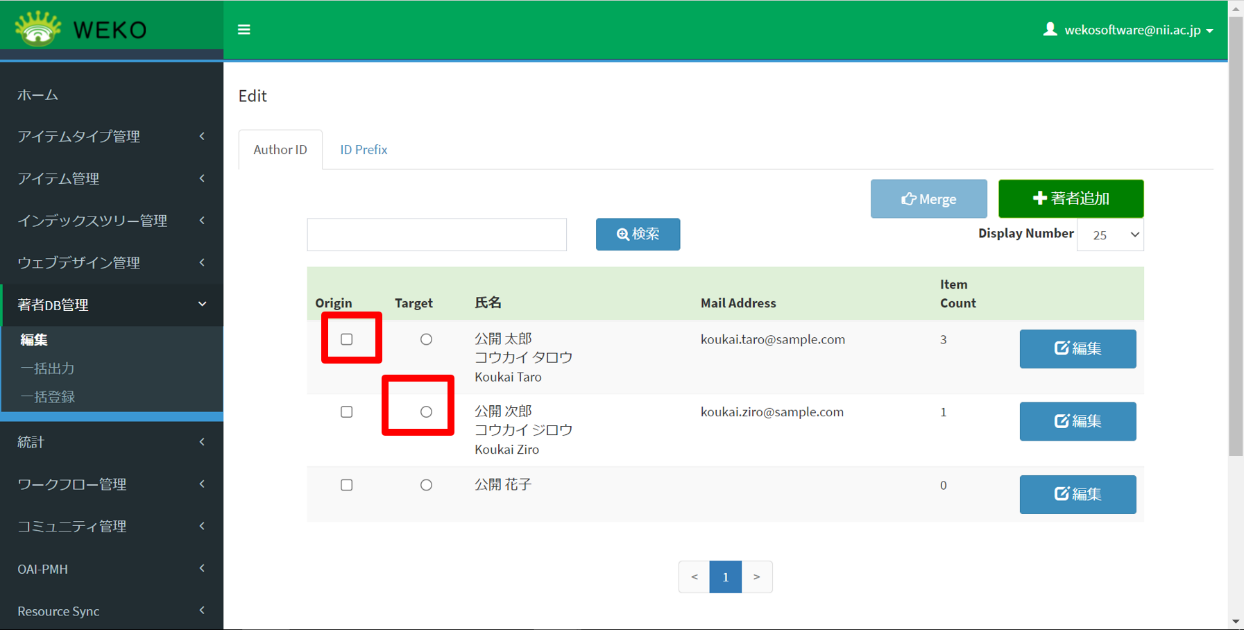 WEKO
wekosoftware@nii.ac.jp
ホーム
アイテムタイプ管理
アイテム管理
インデックスツリー管理
ウェブデザイン管理
著者DB管理
編集
一括出力
一括登録
統計
ワークフロー管理
コミュニティ管理
OAI-PMH
Resource Sync
Edit
Author ID
ID Prefix
Merge
著者追加
検索
Display Number
25
Origin
Target
氏名
Mail Address
Item
Count
公開 太郎
コウカイ タロウ
Koukai Taro
koukai.taro@sample.com
3
編集
公開 次郎
コウカイ ジロウ
Koukai Ziro
koukai.ziro@sample.com
1
編集
公開 花子
0
編集
< 1 >